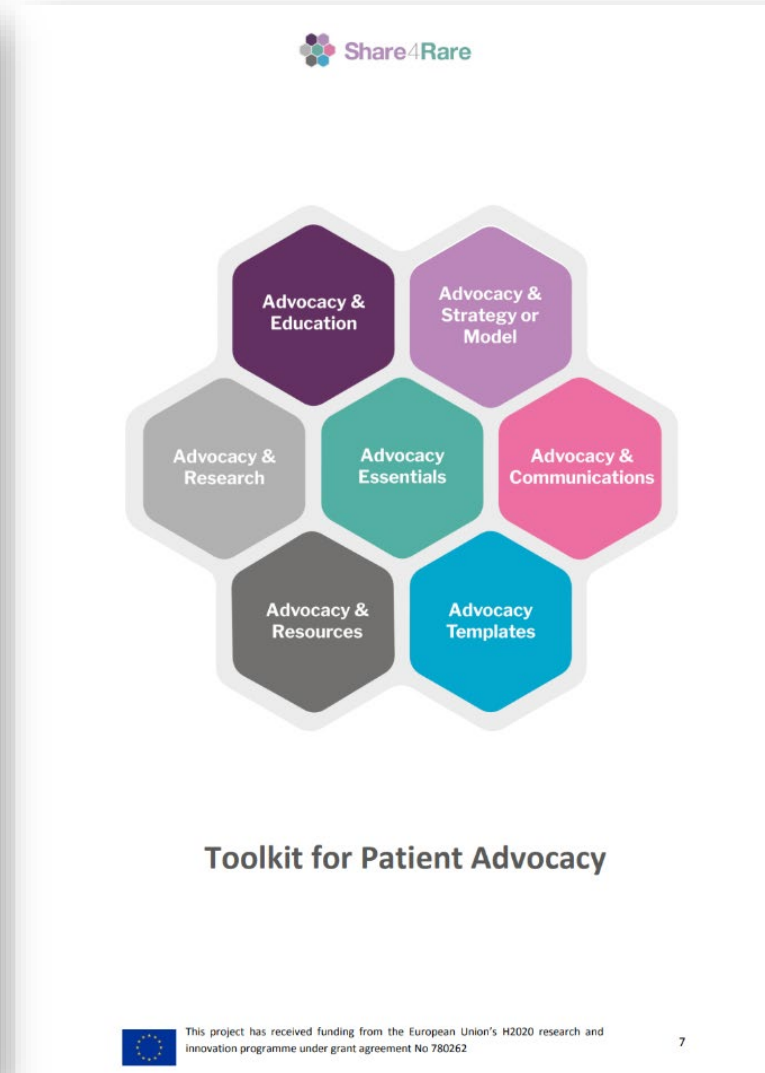 Share4Rare
Advocacy &
Education
Advocacy &
Strategy or
Model
Advocacy &
Research
Advocacy
Essentials
Advocacy &
Communications
Advocacy &
Resources
Advocacy
Templates
Toolkit for Patient Advocacy
This project has received funding from the European Union's H2020 research and
innovation programme under grant agreement No 780262
7